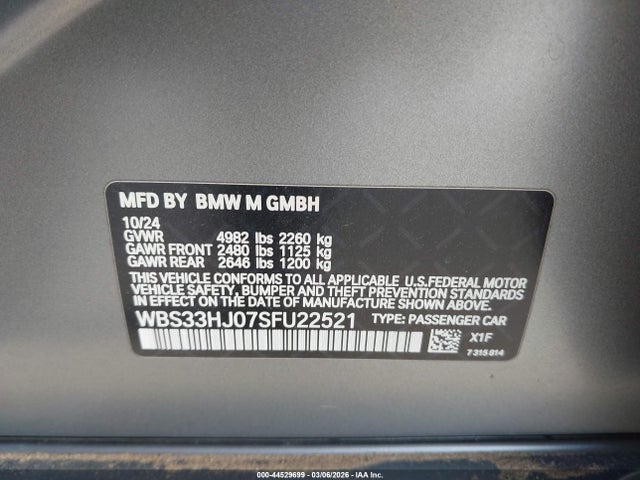 MFD BY BMW M GMBH
10/24
GVWR 4982 lbs 2260 kg
GAWR FRONT 2480 lbs 1125 kg
GAWR REAR 2646 lbs 1200 kg
THIS VEHICLE CONFORMS TO ALL APPLICABLE U.S.FEDERAL MOTOR
VEHICLE SAFETY, BUMPER AND THEFT PREVENTION STANDARDS
IN EFFECT ON THE DATE OF MANUFACTURE SHOWN ABOVE.
WBS33HJ07SFU22521 TYPE: PASSENGER CAR
X1F
7315814
000-44529699 | 03/06/2026 | IAA Inc.